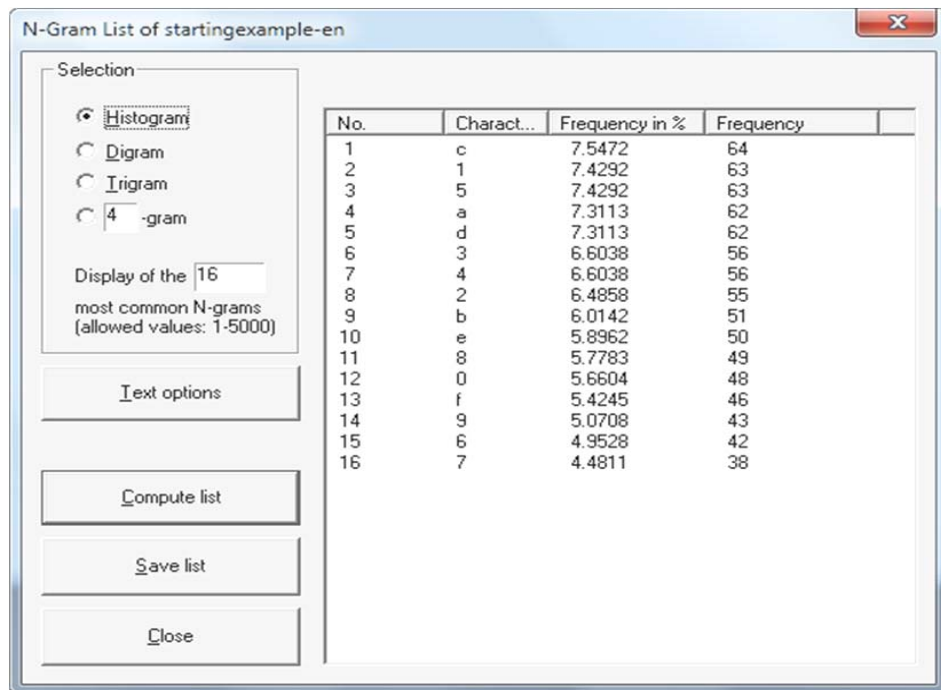 N-Gram List of startingexample-en
Selection
Histogram
Digram
Trigram
4 -gram
Display of the 16
most common N-grams
(allowed values: 1-5000)
Text options
Compute list
Save list
Close
No. Charact... Frequency in % Frequency
1 c 7.5472 64
2 1 7.4292 63
3 5 7.4292 63
4 a 7.3113 62
5 d 7.3113 62
6 3 6.6038 56
7 4 6.6038 56
8 2 6.4858 55
9 b 6.0142 51
10 e 5.8962 50
11 8 5.7783 49
12 0 5.6604 48
13 f 5.4245 46
14 9 5.0708 43
15 6 4.9528 42
16 7 4.4811 38